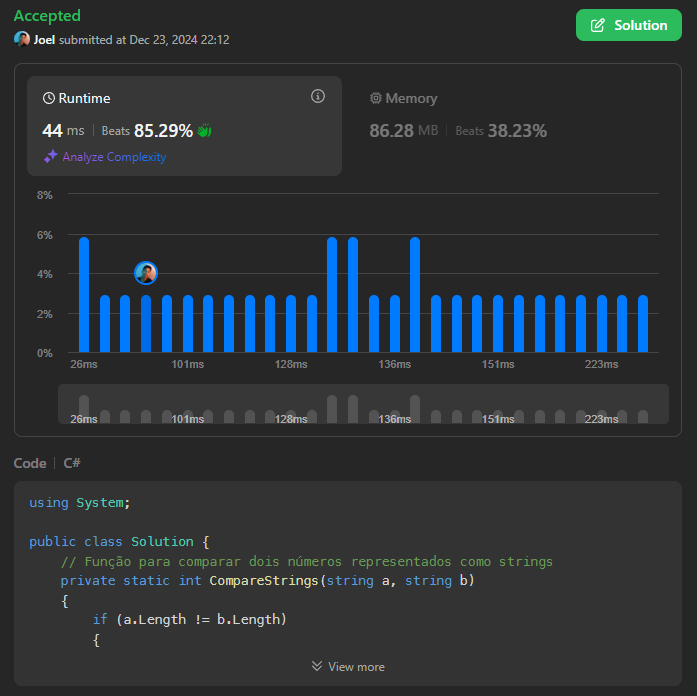 Accepted
Joel submitted at Dec 23, 2024 22:12
Solution
Runtime
44 ms | Beats 85.29%
Analyze Complexity
Memory
86.28 MB | Beats 38.23%
8%
6%
4%
2%
0%
26ms 101ms 128ms 136ms 151ms 223ms
26ms 101ms 128ms 136ms 151ms 223ms
Code | C#
using System;
public class Solution {
// Função para comparar dois números representados como strings
private static int CompareStrings(string a, string b)
{
if (a.Length != b.Length)
{
View more